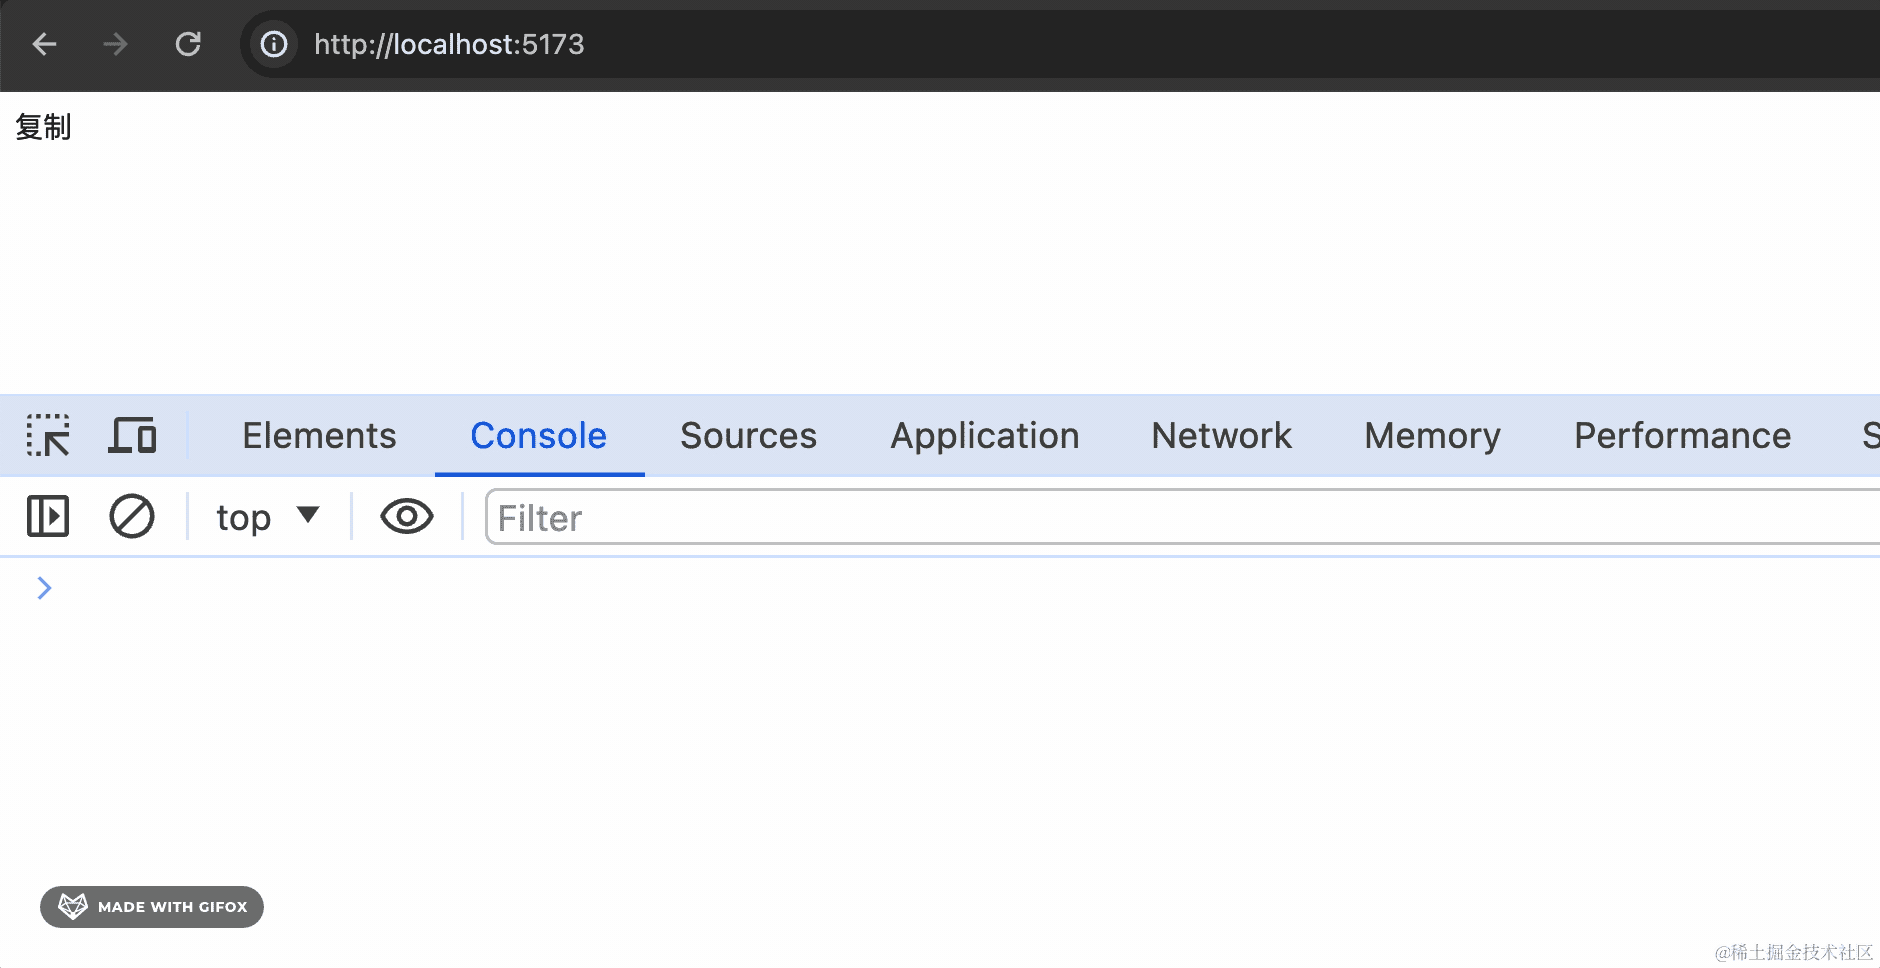 http://localhost:5173
复制
Elements Console Sources Application Network Memory Performance S
top Filter
MADE WITH GIFOX
@稀土掘金技术社区